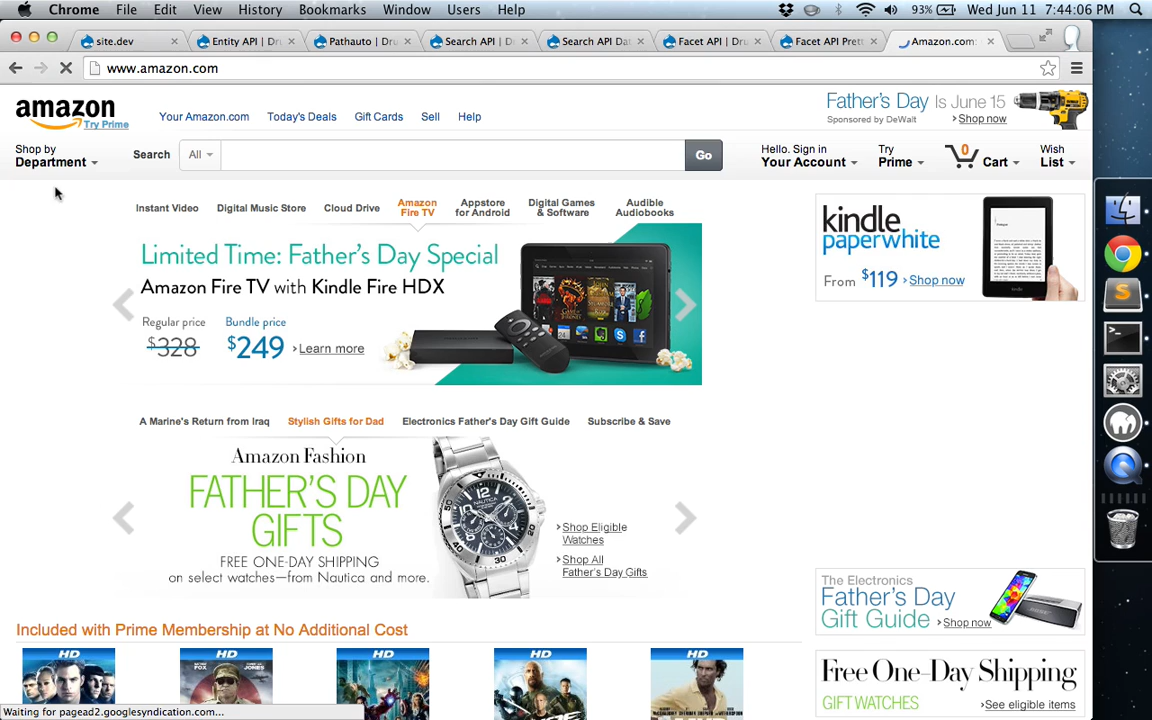 Chrome File Edit View History Bookmarks Window Users Help 93% Wed Jun 11 7:44:06 PM
site.dev Entity API | Dru Pathauto | Dru Search API | D Search API Dat Facet API | Dru Facet API Prett Amazon.com:
www.amazon.com
amazon
Try Prime
Your Amazon.com Today's Deals Gift Cards Sell Help
Father's Day Is June 15
Sponsored by DeWalt Shop now
Shop by
Department
Search All Go
Hello. Sign in
Your Account
Try
Prime
0
Cart
Wish
List
Instant Video Digital Music Store Cloud Drive
Amazon
Fire TV
Appstore
for Android
Digital Games
& Software
Audible
Audiobooks
Limited Time: Father's Day Special
Amazon Fire TV with Kindle Fire HDX
Regular price Bundle price
$328 $249 Learn more
kindle
paperwhite
From $119 Shop now
A Marine's Return from Iraq Stylish Gifts for Dad Electronics Father's Day Gift Guide Subscribe & Save
Amazon Fashion
FATHER'S DAY
GIFTS
FREE ONE-DAY SHIPPING
on select watches—from Nautica and more.
Shop Eligible
Watches
Shop All
Father's Day Gifts
The Electronics
Father's Day
Gift Guide Shop now
Included with Prime Membership at No Additional Cost
HD HD HD HD HD
Free One-Day Shipping
GIFT WATCHES See eligible items
Waiting for pagead2.googlesyndication.com...